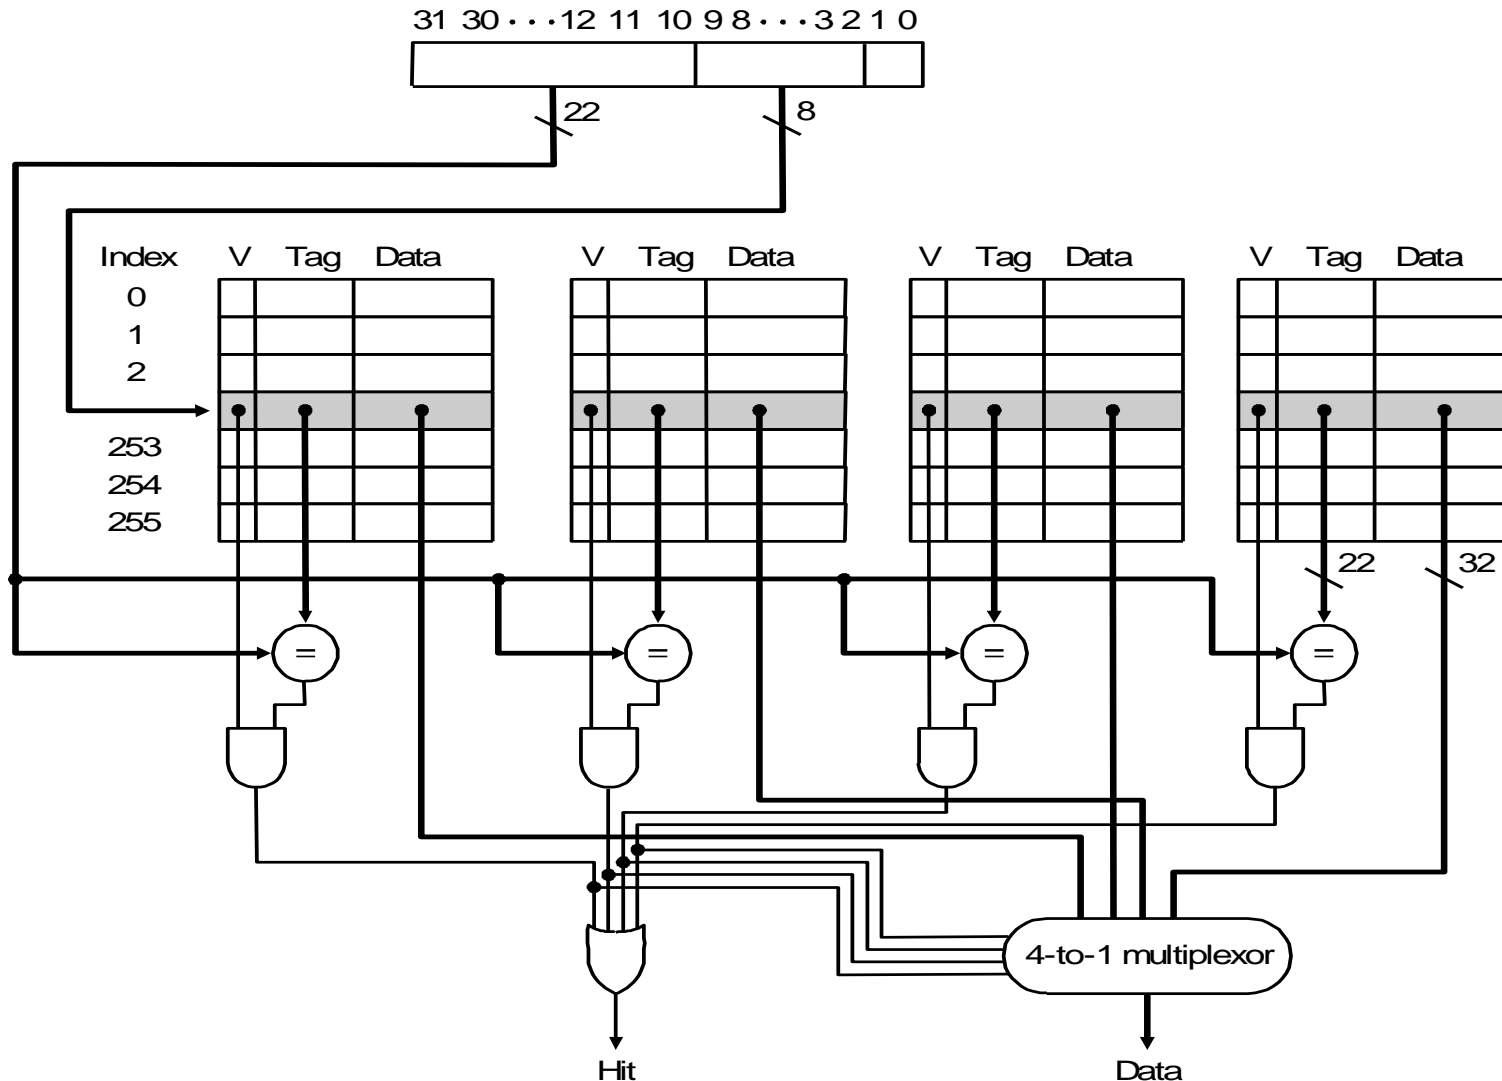 31 30 · · · 12 11 10 9 8 · · · 3 2 1 0
22
8
Index
V Tag Data
V Tag Data
V Tag Data
V Tag Data
0
1
2
253
254
255
22
32
=
=
=
=
4-to-1 multiplexor
Hit
Data